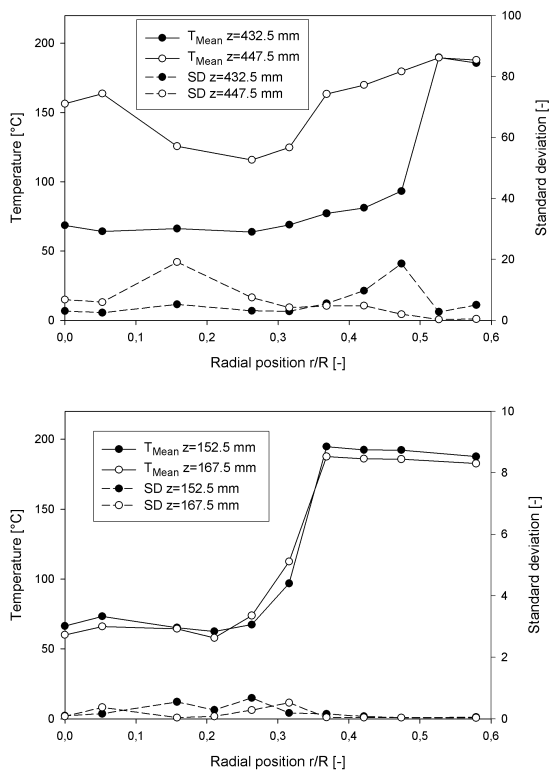 200
150
100
50
0
Temperature [°C]
T Mean z=432.5 mm
T Mean z=447.5 mm
SD z=432.5 mm
SD z=447.5 mm
100
80
60
40
20
0
Standard deviation [-]
0,0 0,1 0,2 0,3 0,4 0,5 0,6
Radial position r/R [-]
200
150
100
50
0
Temperature [°C]
T Mean z=152.5 mm
T Mean z=167.5 mm
SD z=152.5 mm
SD z=167.5 mm
10
8
6
4
2
0
Standard deviation [-]
0,0 0,1 0,2 0,3 0,4 0,5 0,6
Radial position r/R [-]